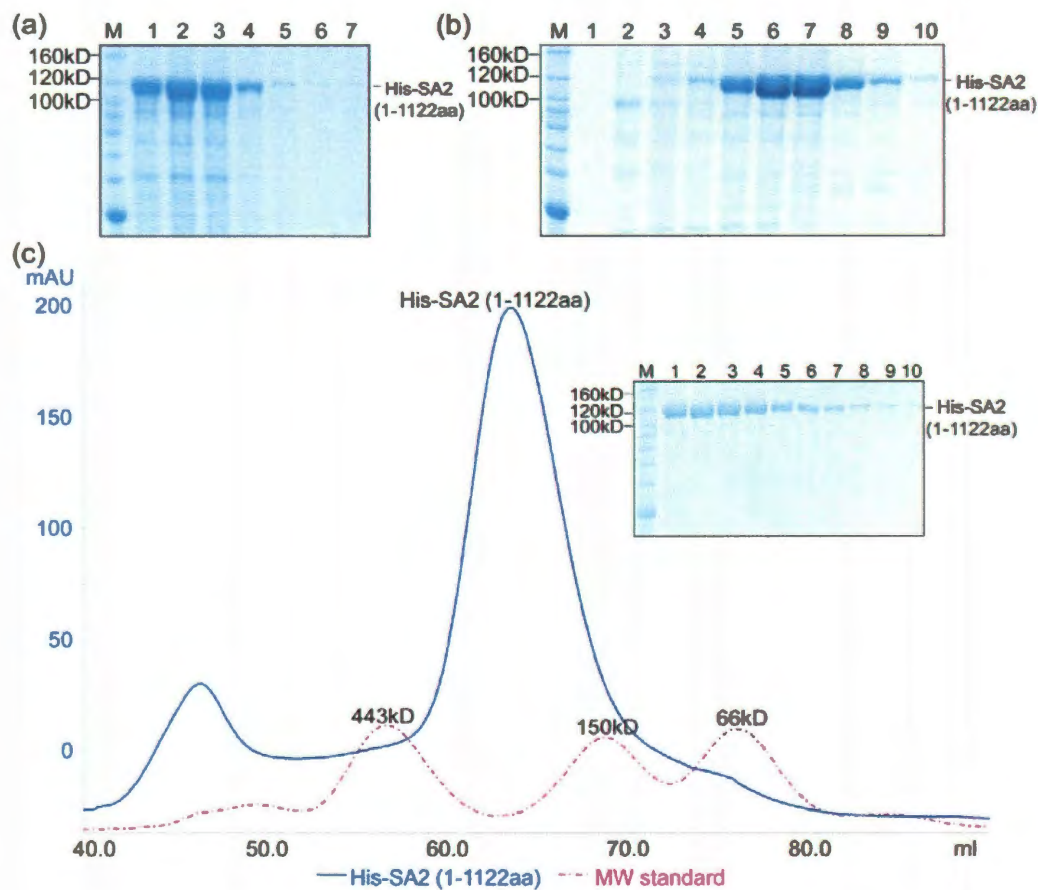 (a)
M 1 2 3 4 5 6 7
160kD
120kD
100kD
His-SA2
(1-1122aa)
(b)
M 1 2 3 4 5 6 7 8 9 10
160kD
120kD
100kD
His-SA2
(1-1122aa)
(c)
mAU
200
150
100
50
0
His-SA2 (1-1122aa)
M 1 2 3 4 5 6 7 8 9 10
160kD
120kD
100kD
His-SA2
(1-1122aa)
443kD
150kD
66kD
40.0 50.0 60.0 70.0 80.0 ml
His-SA2 (1-1122aa) MW standard